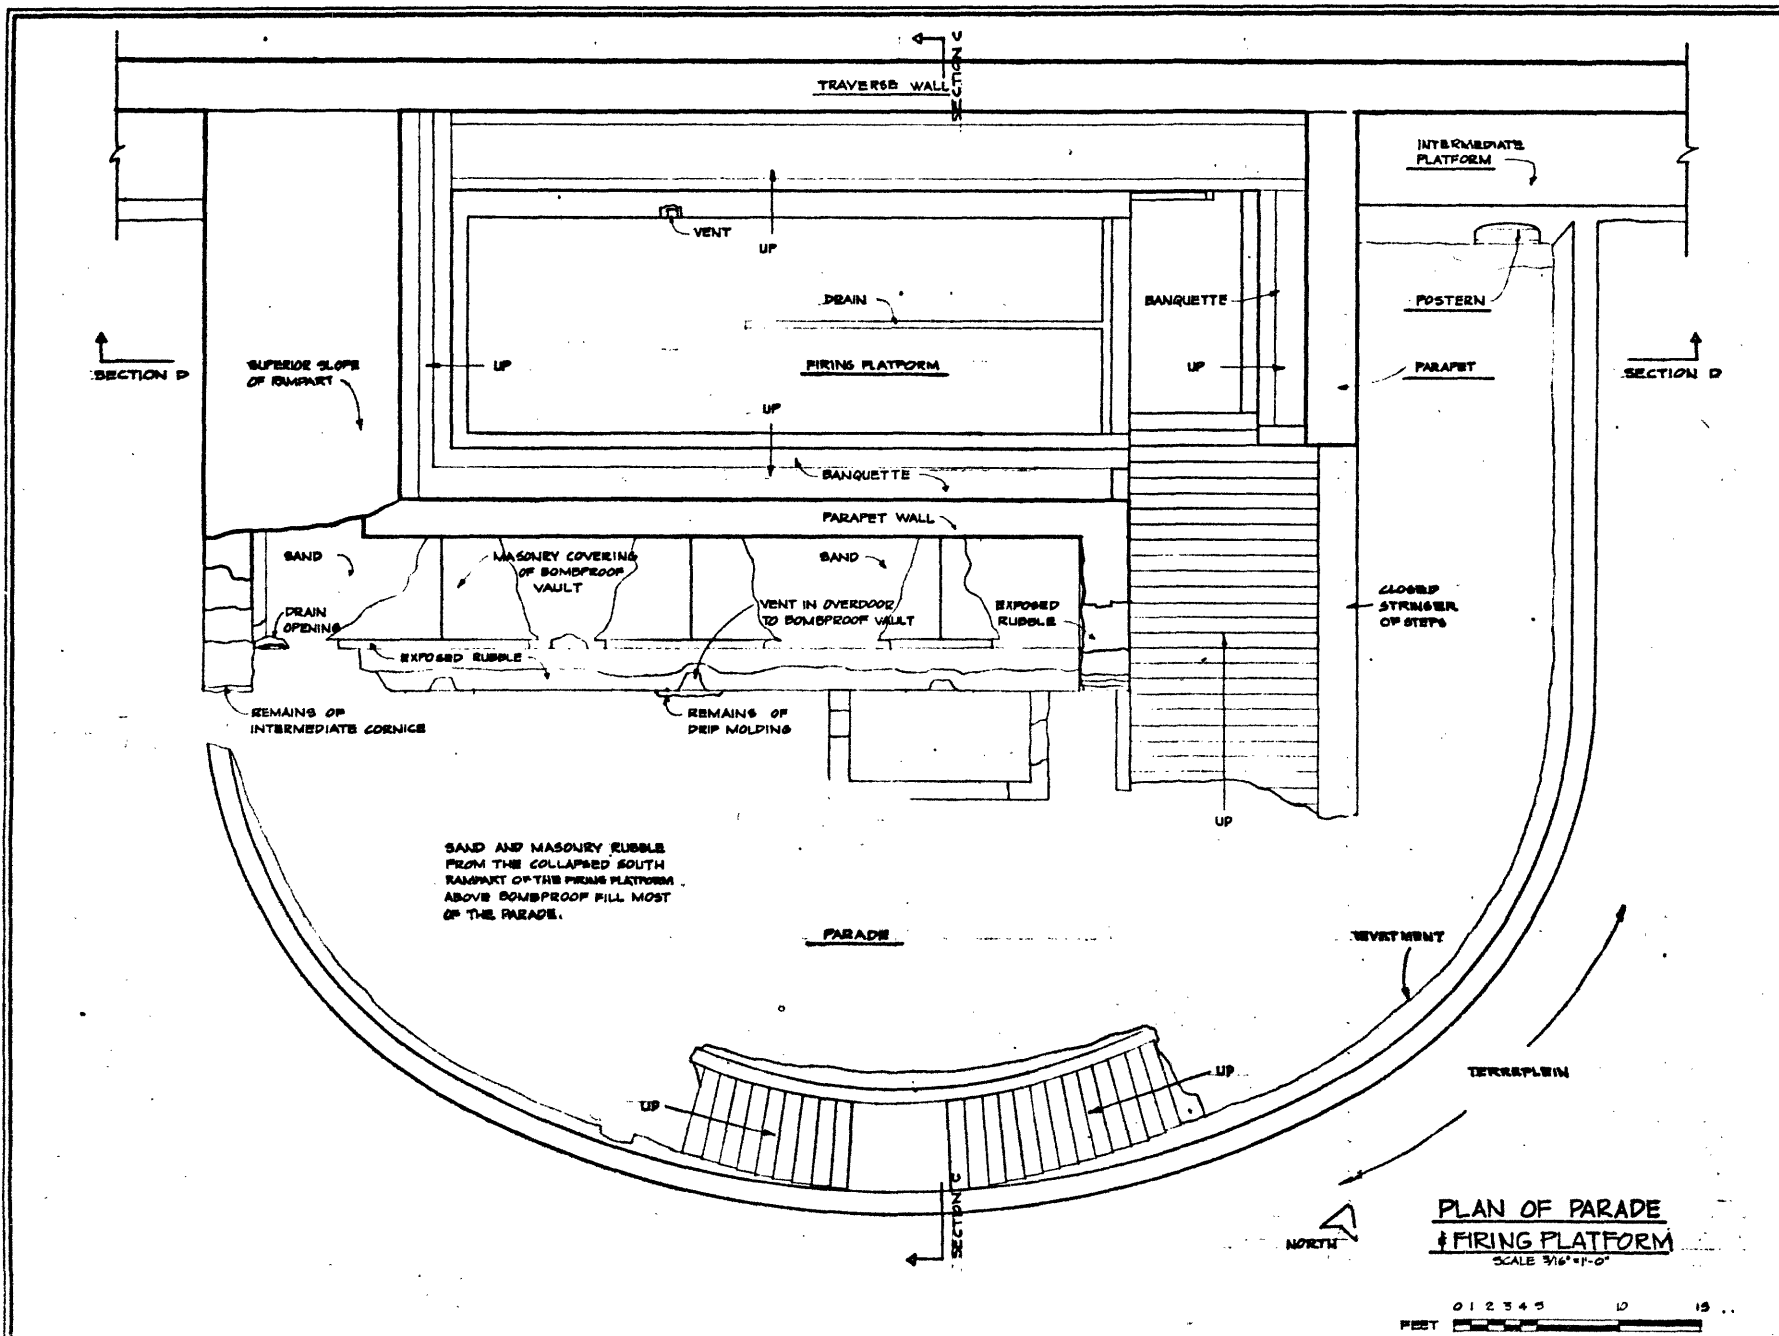 SECTION C
TRAVERSE WALL
INTERMEDIATE
PLATFORM
VENT
UP
DRAIN
BANQUETTE
POSTERN
SECTION D
SUPERIOR SLOPE
OF RAMPART
UP
FIRING PLATFORM
UP
PARAPET
SECTION D
UP
BANQUETTE
PARAPET WALL
SAND
MASONRY COVERING
OF BOMBPROOF
VAULT
SAND
CLOSED
STRINGER
OF STEPS
DRAIN
OPENING
VENT IN OVERDOOR
TO BOMBPROOF VAULT
EXPOSED
RUBBLE
EXPOSED RUBBLE
REMAINS OF
INTERMEDIATE CORNICE
REMAINS OF
DRIP MOLDING
UP
SAND AND MASONRY RUBBLE
FROM THE COLLAPSED SOUTH
RAMPART OF THE FIRING PLATFORM
ABOVE BOMBPROOF FILL MOST
OF THE PARADE.
PARADE
REVETMENT
TERREPLEIN
UP
UP
SECTION C
NORTH
PLAN OF PARADE
& FIRING PLATFORM
SCALE 3/16"=1'-0"
0 1 2 3 4 5 10 15
FEET